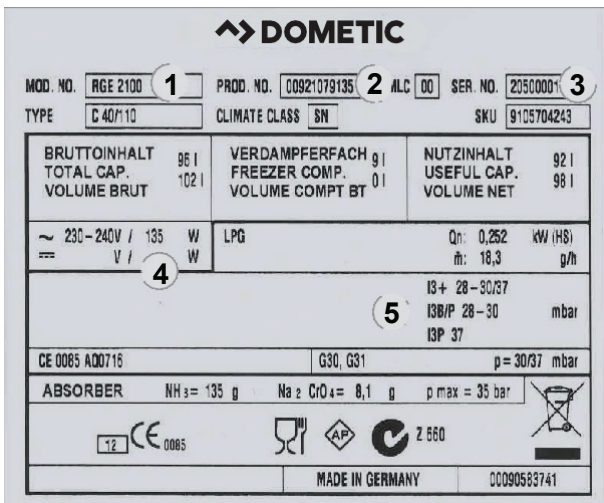 DOMETIC
MOD. NO. RGE 2100 1 PROD. NO. 00921079135 2 MLC 00 SER. NO. 20500001 3
TYPE C 40/110 CLIMATE CLASS SN SKU 9105704243
BRUTTOINHALT 95 l VERDAMPFERFACH 9 l NUTZINHALT 92 l
TOTAL CAP. 102 l FREEZER COMP. 0 l USEFUL CAP. 98 l
VOLUME BRUT VOLUME COMPT BT VOLUME NET
~ 230-240V / 135 W LPG Qn: 0,252 kW (HS)
V / W ṁ: 18,3 g/h
4
I3+ 28-30/37
5 I3B/P 28-30 mbar
I3P 37
CE 0085 AQ0716 G30, G31 p= 30/37 mbar
ABSORBER NH3= 135 g Na2 CrO4= 8,1 g p max = 35 bar
12 CE 0085 AP Z 660
MADE IN GERMANY 00090583741